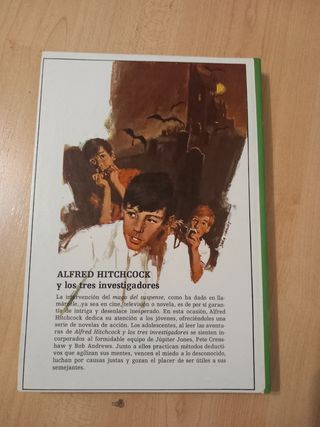 ALFRED HITCHCOCK
y los tres investigadores
La intervención del mago del suspense, como ha dado en lla-
mársele, ya sea en cine, televisión o novela, es de por sí garan-
tía de intriga y desenlace inesperado. En esta ocasión, Alfred
Hitchcock dedica su atención a los jóvenes, ofreciéndoles una
serie de novelas de acción. Los adolescentes, al leer las aventu-
ras de Alfred Hitchcock y los tres investigadores se sienten in-
corporados al formidable equipo de Júpiter Jones, Pete Cren-
shaw y Bob Andrews. Junto a ellos practican métodos deducti-
vos que agilizan sus mentes, vencen el miedo a lo desconocido,
luchan por causas justas y gozan el placer de ser útiles a sus
semejantes.